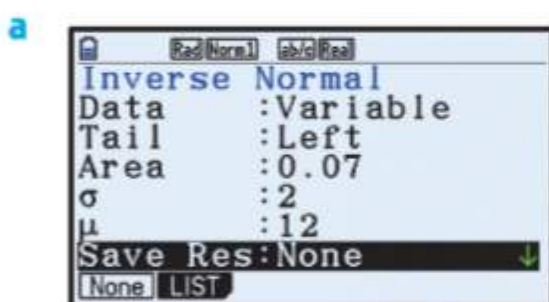 a
Rad Norm1 ab/c Real
Inverse Normal
Data :Variable
Tail :Left
Area :0.07
σ :2
μ :12
Save Res:None
None LIST